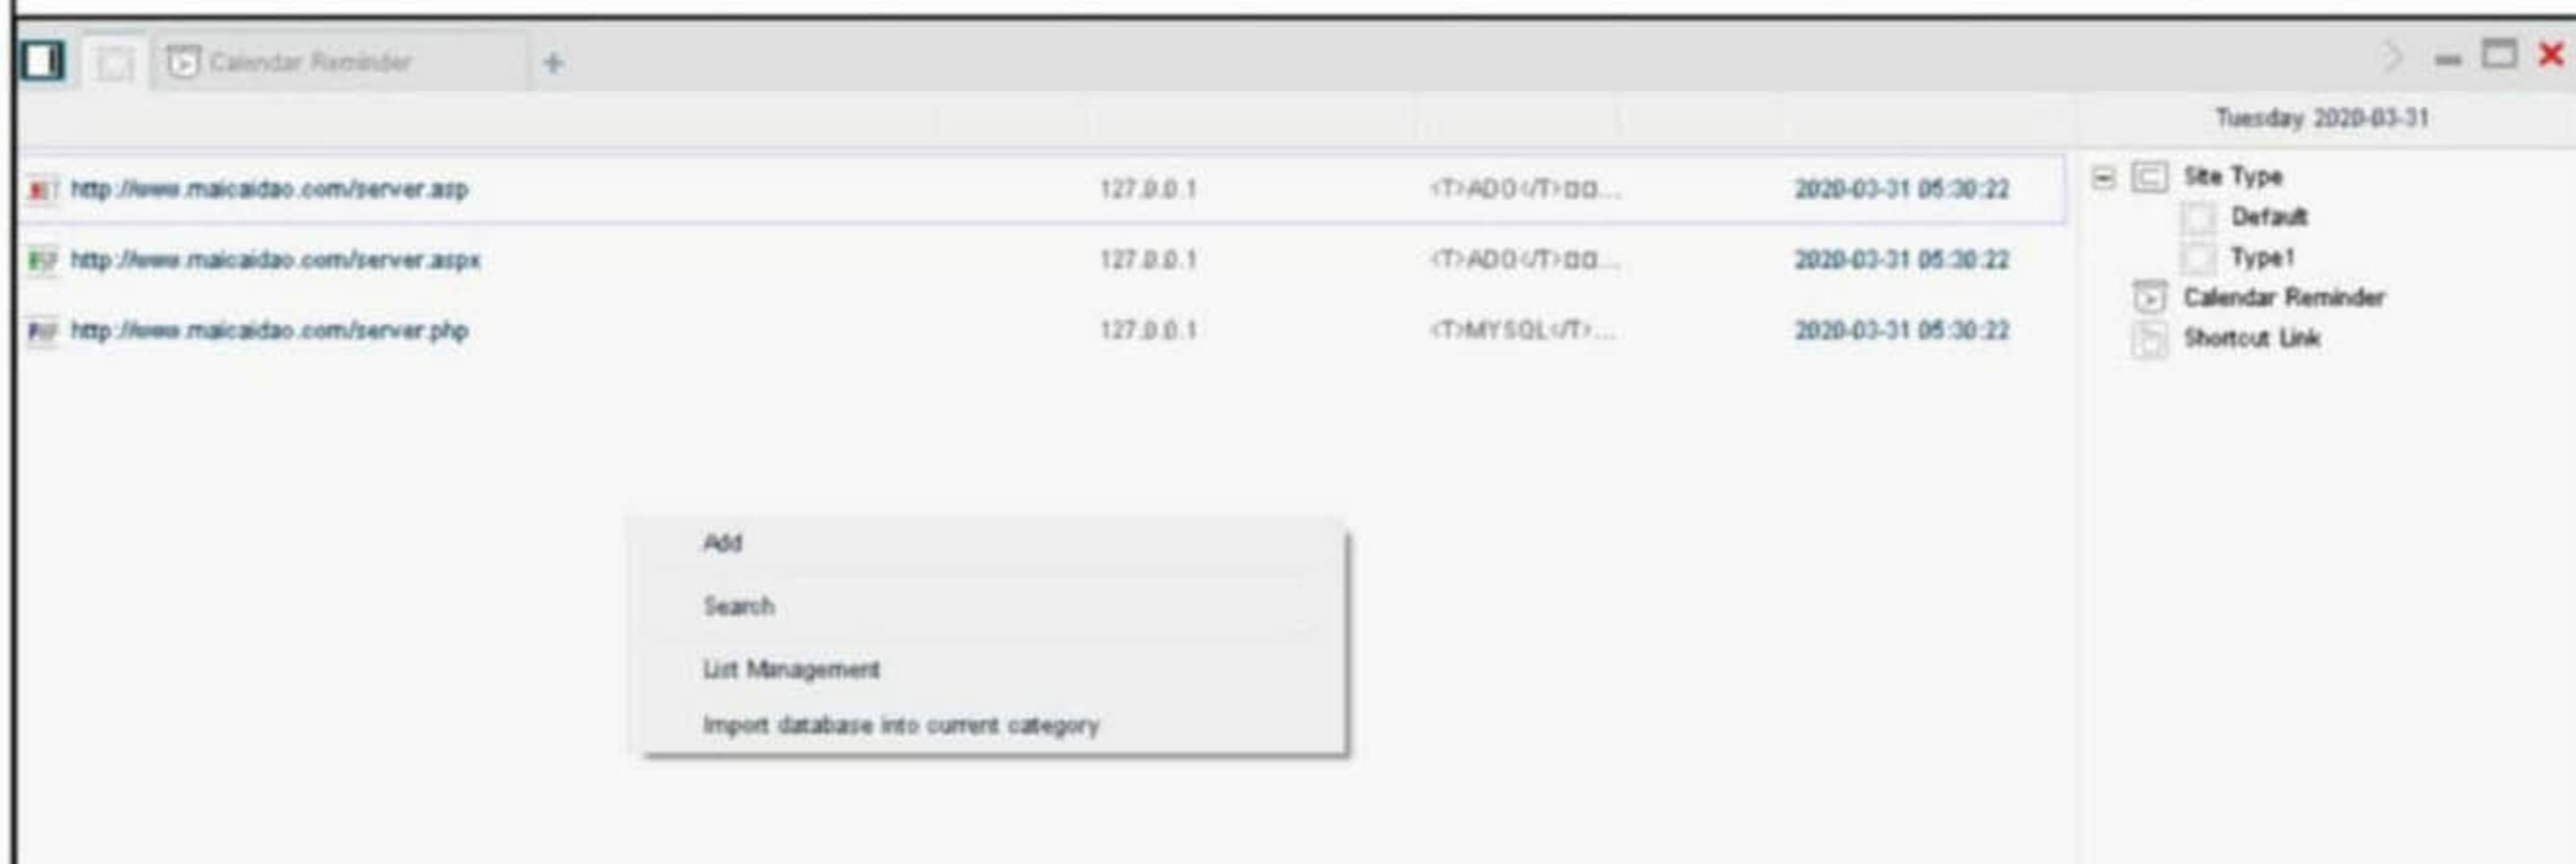 Calendar Reminder +
Tuesday 2020-03-31
http://www.maicaidao.com/server.asp 127.0.0.1 <T>ADO</T>□□... 2020-03-31 05:30:22
http://www.maicaidao.com/server.aspx 127.0.0.1 <T>ADO</T>□□... 2020-03-31 05:30:22
PHP http://www.maicaidao.com/server.php 127.0.0.1 <T>MYSQL</T>... 2020-03-31 05:30:22
Site Type
Default
Type1
Calendar Reminder
Shortcut Link
Add
Search
List Management
Import database into current category